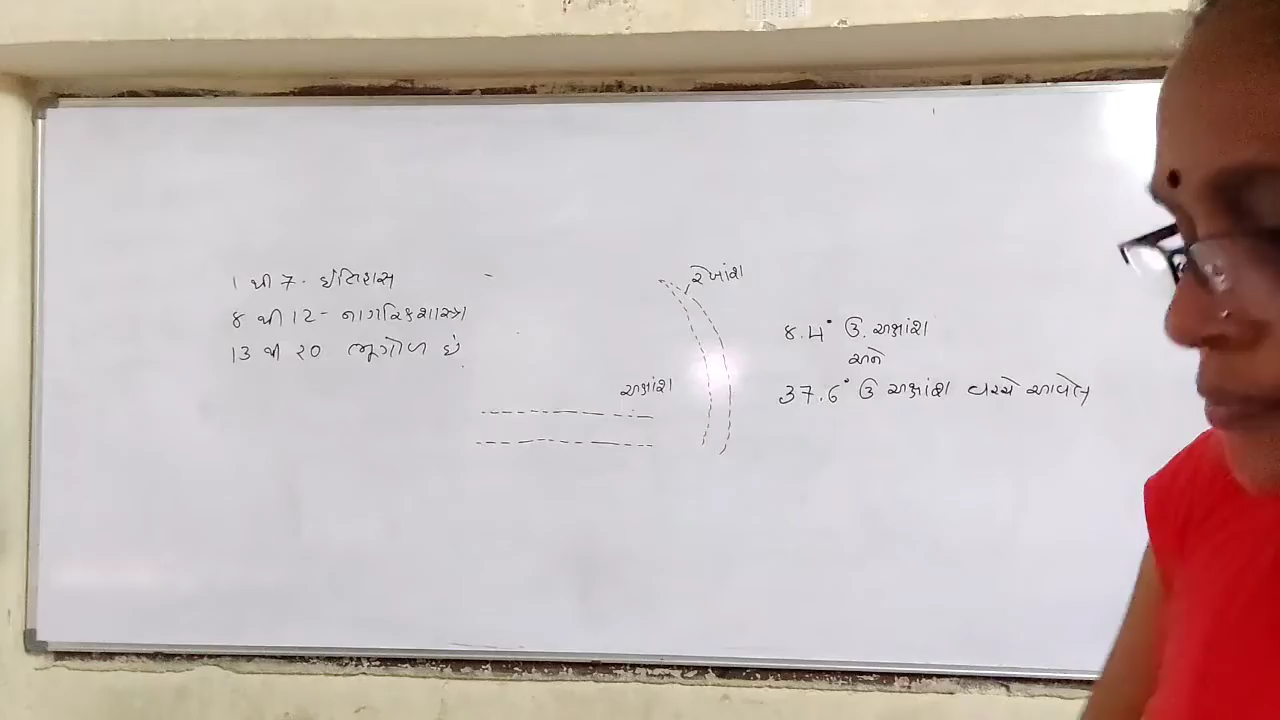 1 થી 7- ઇતિહાસ
8 થી 12- નાગરિકશાસ્ત્ર
13 થી 20 ભૂગોળ છે.
રેખાંશ
અક્ષાંશ
8.4° ઉ. અક્ષાંશ
અને
37.6° ઉ અક્ષાંશ વચ્ચે આવેલ